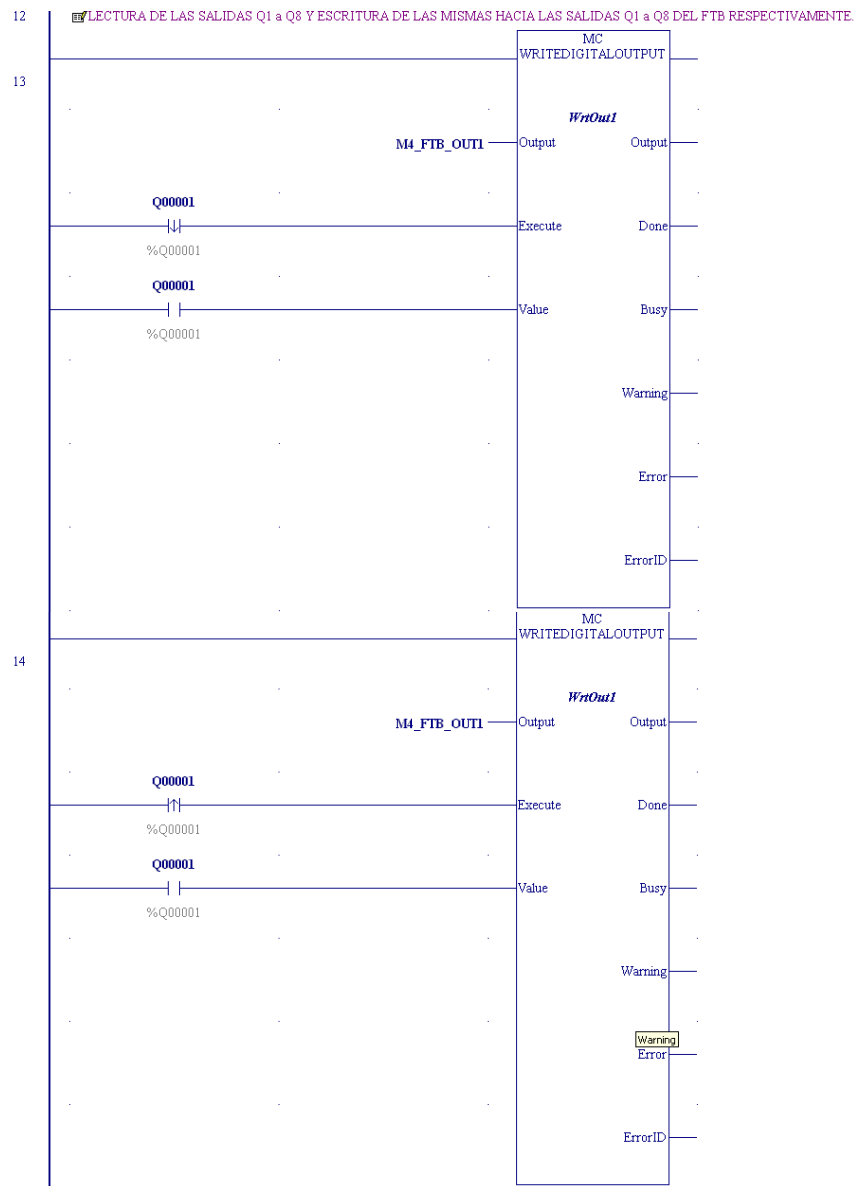 12 LECTURA DE LAS SALIDAS Q1 a Q8 Y ESCRITURA DE LAS MISMAS HACIA LAS SALIDAS Q1 a Q8 DEL FTB RESPECTIVAMENTE.
MC
WRITEDIGITALOUTPUT
13
WrtOut1
M4_FTB_OUT1 Output Output
Q00001
Execute Done
%Q00001
Q00001
Value Busy
%Q00001
Warning
Error
ErrorID
MC
WRITEDIGITALOUTPUT
14
WrtOut1
M4_FTB_OUT1 Output Output
Q00001
Execute Done
%Q00001
Q00001
Value Busy
%Q00001
Warning
Warning
Error
ErrorID